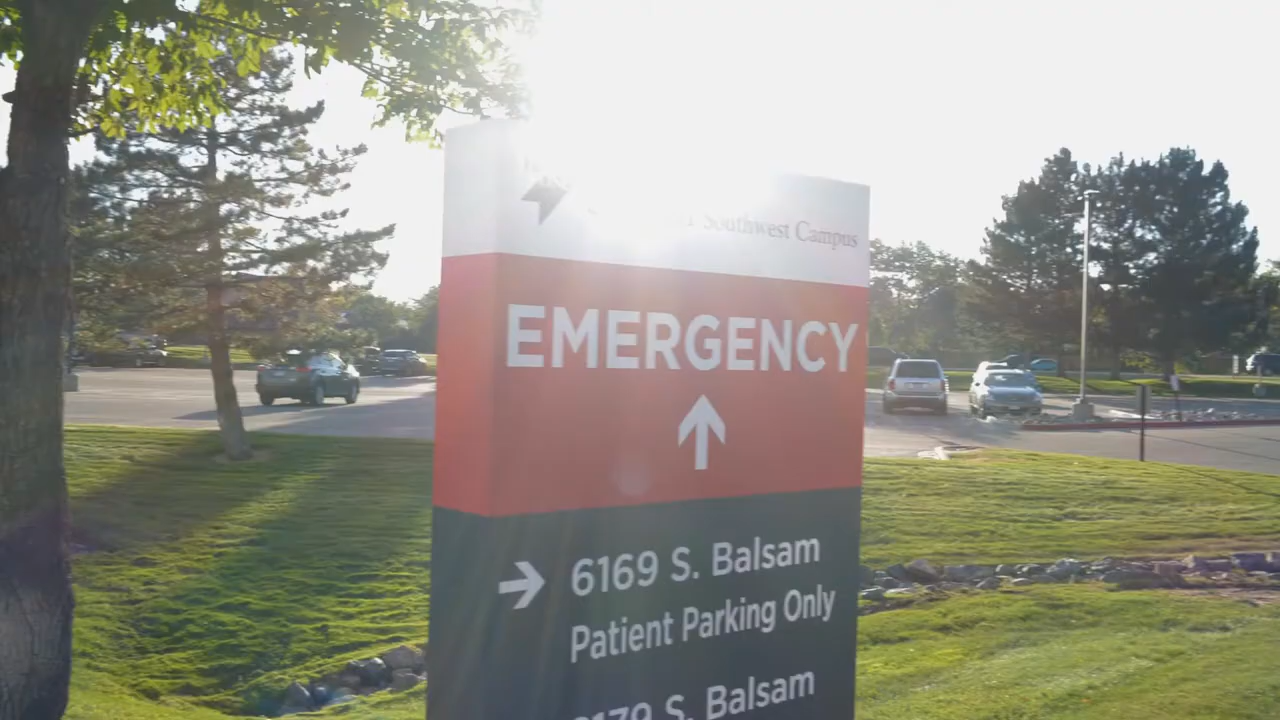 Southwest Campus
EMERGENCY
6169 S. Balsam
Patient Parking Only
S. Balsam